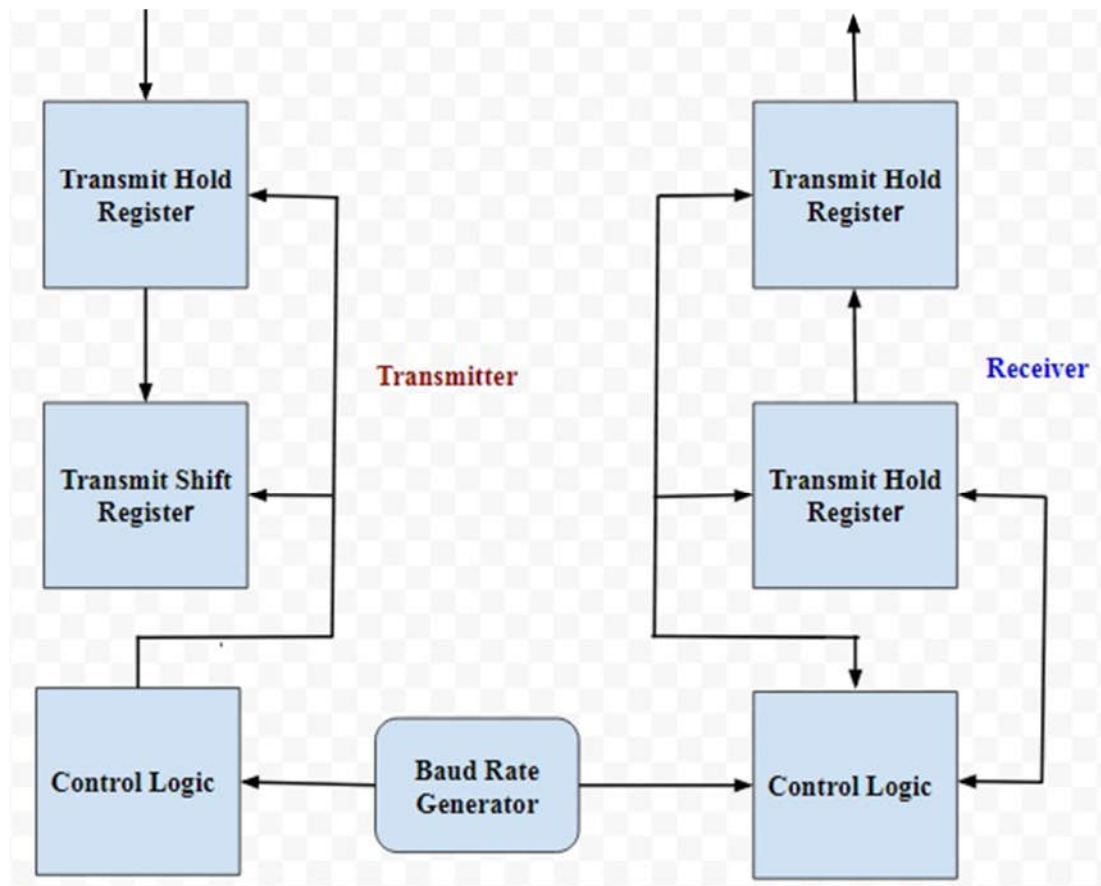 Transmit Hold
Register
Transmit Hold
Register
Transmitter
Receiver
Transmit Shift
Register
Transmit Hold
Register
Control Logic
Baud Rate
Generator
Control Logic